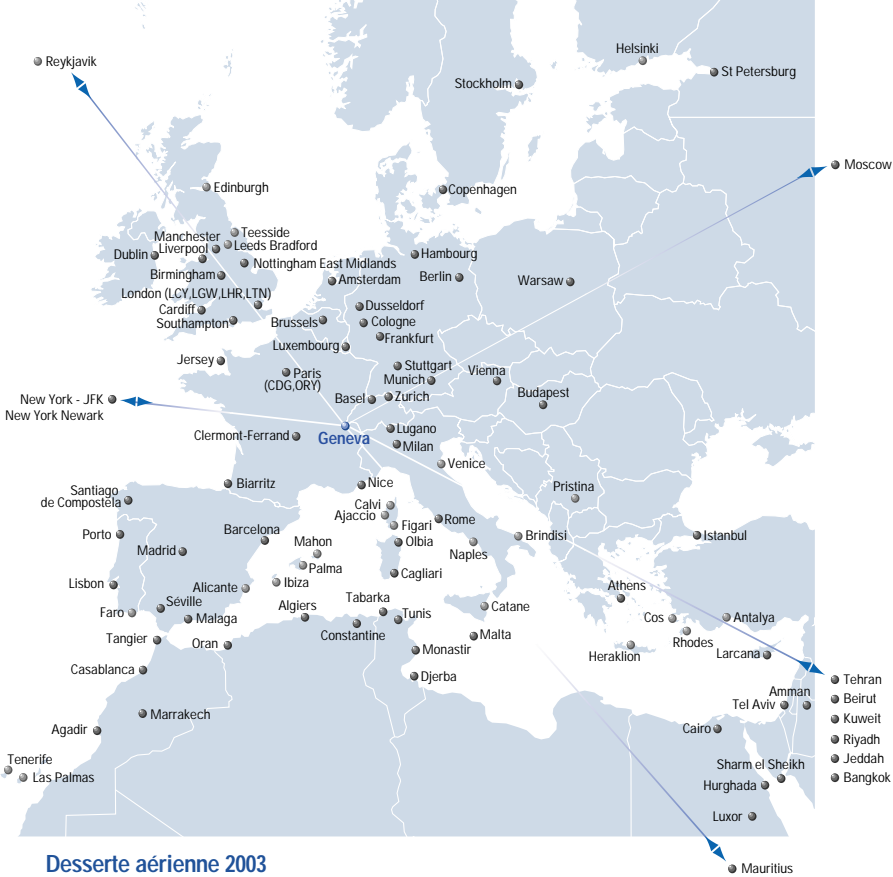 Helsinki
Reykjavik
St Petersburg
Stockholm
Moscow
Edinburgh
Copenhagen
Teesside
Manchester
Leeds Bradford
Liverpool
Dublin
Hambourg
Nottingham East Midlands
Birmingham
Berlin
Amsterdam
Warsaw
London (LCY,LGW,LHR,LTN)
Dusseldorf
Cardiff
Southampton
Brussels
Cologne
Frankfurt
Luxembourg
Jersey
Stuttgart
Paris
(CDG,ORY)
Munich
Vienna
Budapest
Basel
Zurich
New York - JFK
New York Newark
Lugano
Clermont-Ferrand
Geneva
Milan
Venice
Biarritz
Nice
Pristina
Santiago
de Compostela
Calvi
Ajaccio
Rome
Figari
Barcelona
Porto
Brindisi
Istanbul
Mahon
Olbia
Madrid
Naples
Palma
Cagliari
Lisbon
Ibiza
Alicante
Athens
Tabarka
Séville
Algiers
Catane
Faro
Tunis
Malaga
Cos
Antalya
Constantine
Malta
Tangier
Oran
Rhodes
Monastir
Heraklion
Larcana
Casablanca
Djerba
Tehran
Amman
Beirut
Tel Aviv
Marrakech
Kuweit
Agadir
Cairo
Riyadh
Tenerife
Jeddah
Sharm el Sheikh
Las Palmas
Bangkok
Hurghada
Luxor
Desserte aérienne 2003
Mauritius